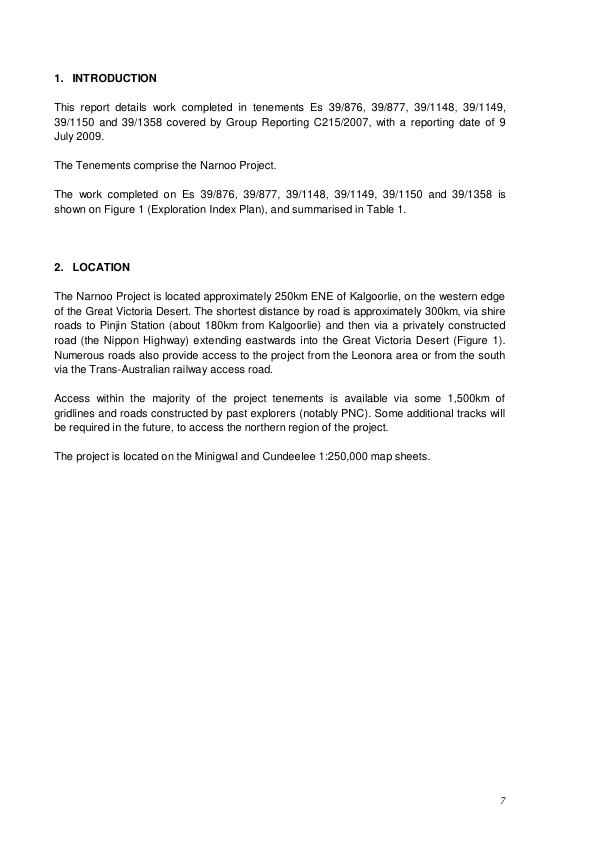 1. INTRODUCTION
This report details work completed in tenements Es 39/876, 39/877, 39/1148, 39/1149,
39/1150 and 39/1358 covered by Group Reporting C215/2007, with a reporting date of 9
July 2009.
The Tenements comprise the Narnoo Project.
The work completed on Es 39/876, 39/877, 39/1148, 39/1149, 39/1150 and 39/1358 is
shown on Figure 1 (Exploration Index Plan), and summarised in Table 1.
2. LOCATION
The Narnoo Project is located approximately 250km ENE of Kalgoorlie, on the western edge
of the Great Victoria Desert. The shortest distance by road is approximately 300km, via shire
roads to Pinjin Station (about 180km from Kalgoorlie) and then via a privately constructed
road (the Nippon Highway) extending eastwards into the Great Victoria Desert (Figure 1).
Numerous roads also provide access to the project from the Leonora area or from the south
via the Trans-Australian railway access road.
Access within the majority of the project tenements is available via some 1,500km of
gridlines and roads constructed by past explorers (notably PNC). Some additional tracks will
be required in the future, to access the northern region of the project.
The project is located on the Minigwal and Cundeelee 1:250,000 map sheets.
7